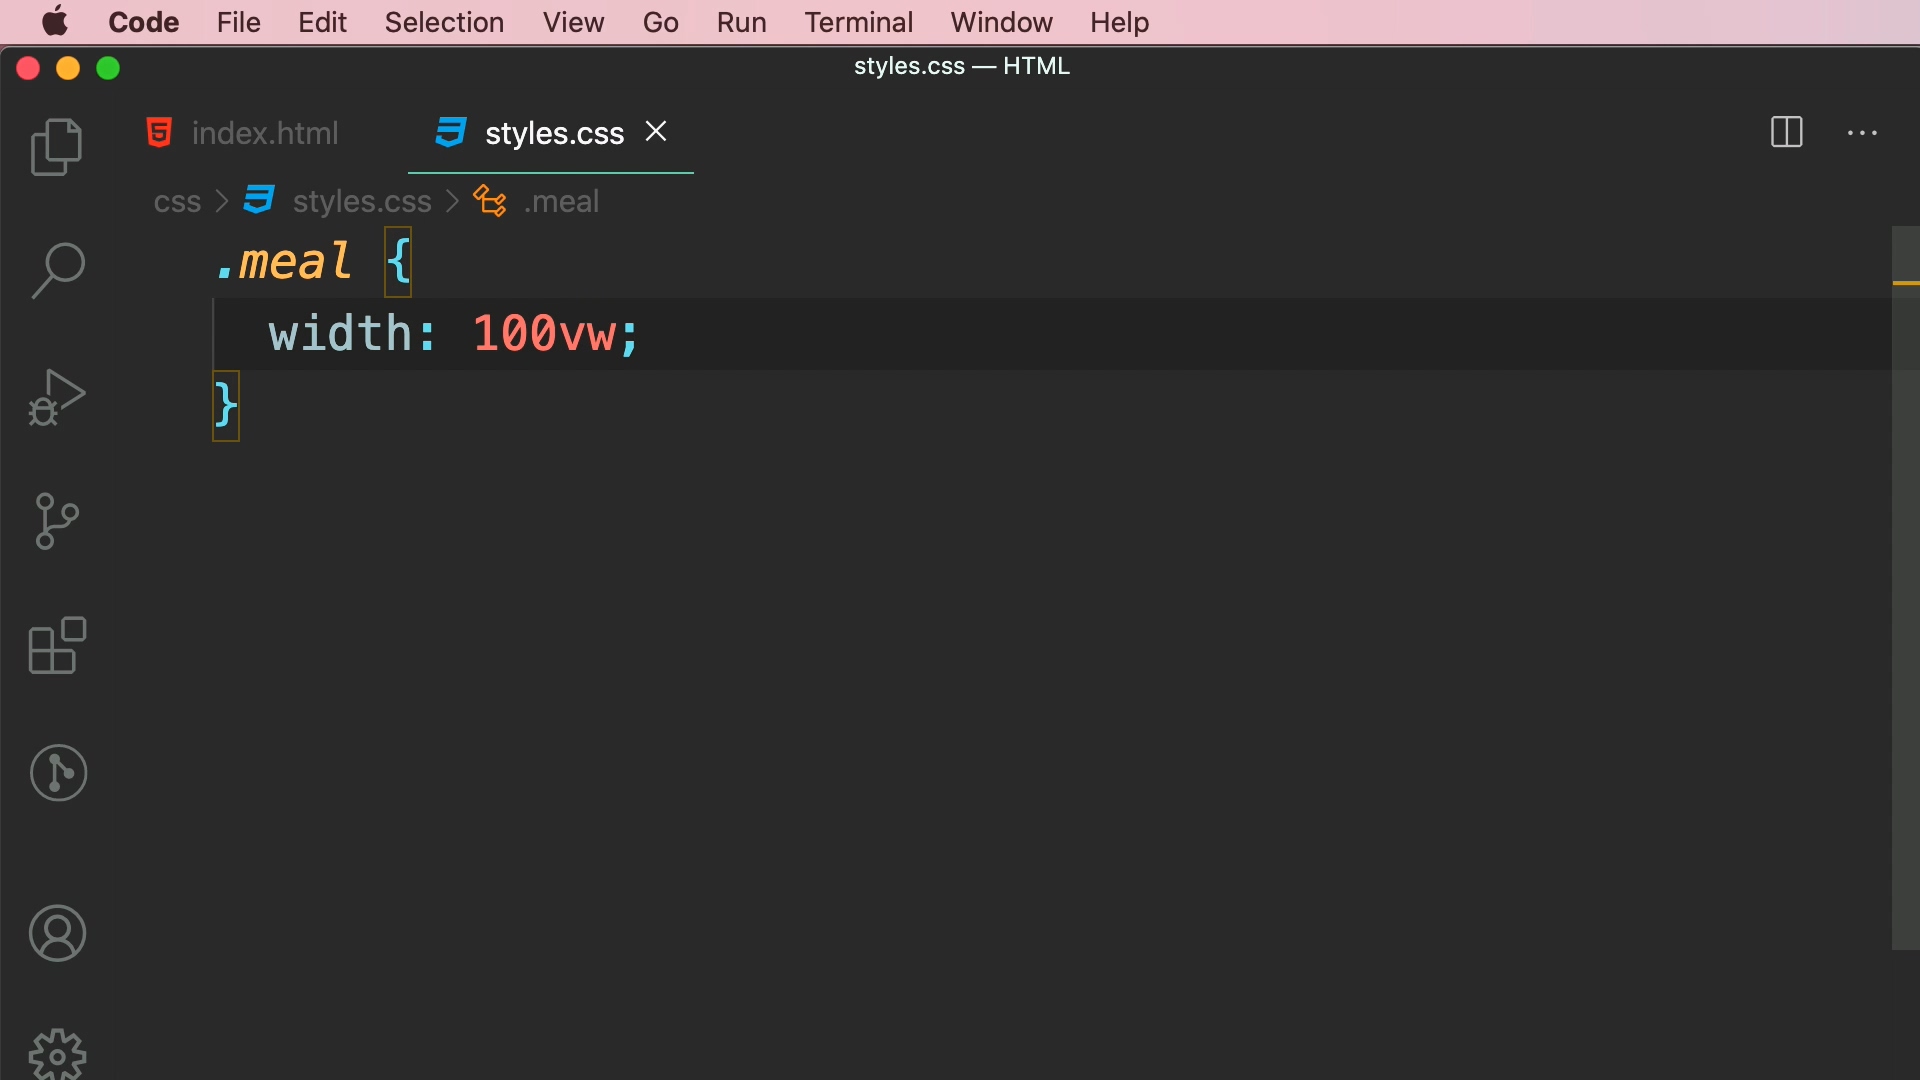 Code File Edit Selection View Go Run Terminal Window Help
styles.css — HTML
index.html styles.css
css > styles.css > .meal
.meal {
width: 100vw;
}